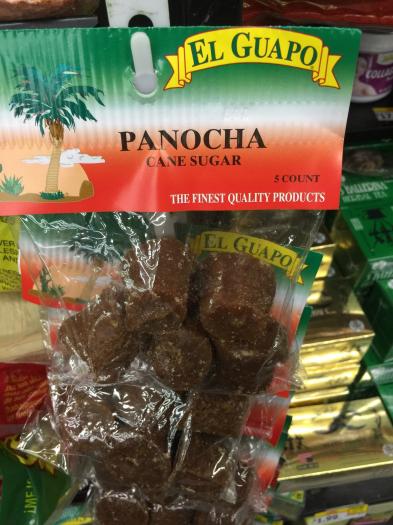 EL GUAPO
PANOCHA
CANE SUGAR
5 COUNT
THE FINEST QUALITY PRODUCTS
EL GUAPO